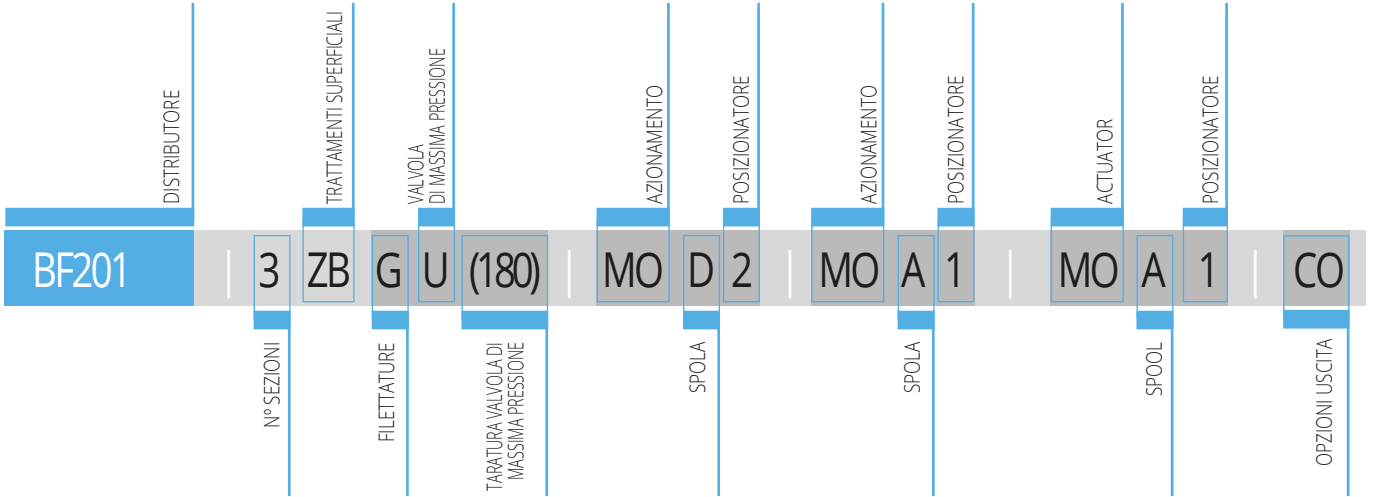 DISTRIBUTORE
TRATTAMENTI SUPERFICIALI
VALVOLA
DI MASSIMA PRESSIONE
AZIONAMENTO
POSIZIONATORE
AZIONAMENTO
POSIZIONATORE
ACTUATOR
POSIZIONATORE
BF201 | 3 ZB G U (180) | MO D 2 | MO A 1 | MO A 1 | CO
N° SEZIONI
FILETTATURE
TARATURA VALVOLA DI
MASSIMA PRESSIONE
SPOLA
SPOLA
SPOOL
OPZIONI USCITA